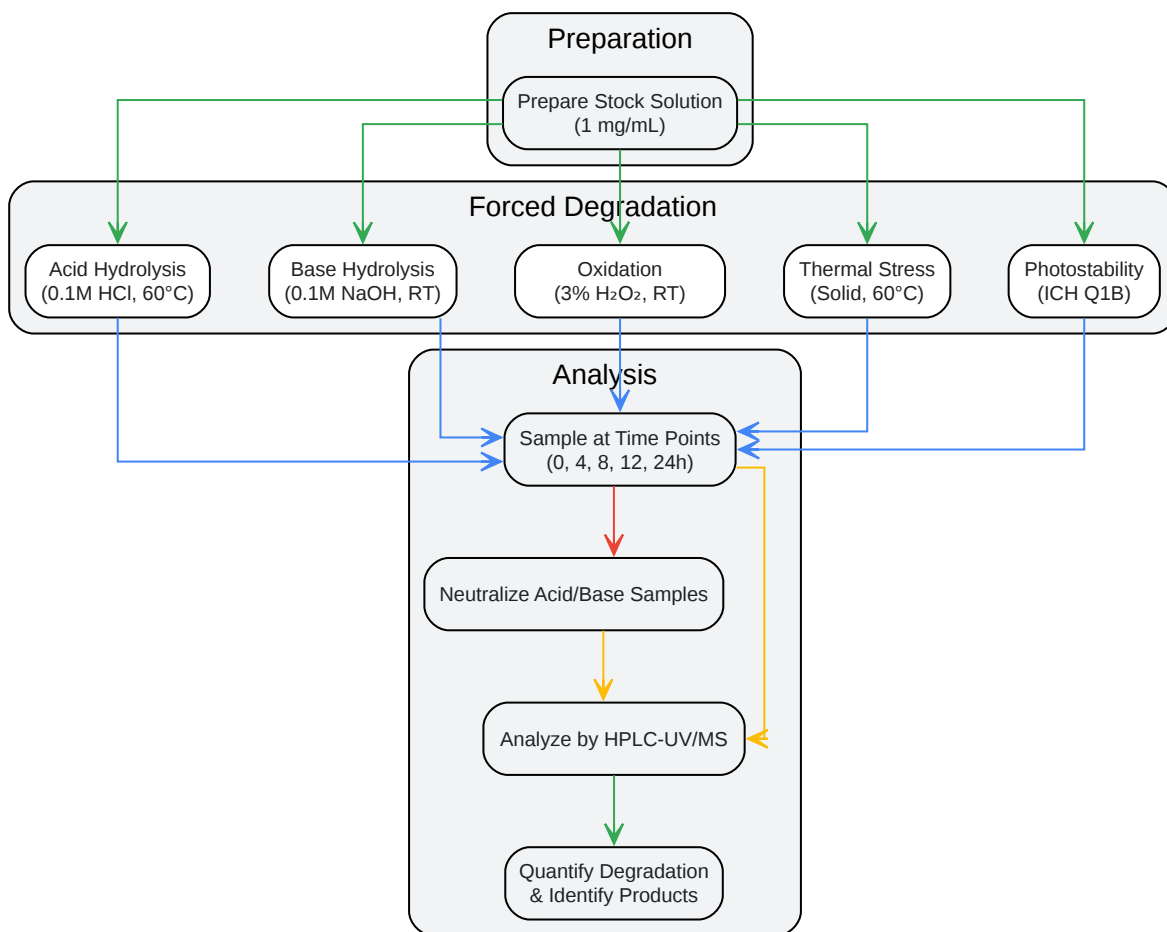 Preparation
Prepare Stock Solution
(1 mg/mL)
Forced Degradation
Acid Hydrolysis
(0.1M HCl, 60°C)
Base Hydrolysis
(0.1M NaOH, RT)
Oxidation
(3% H₂O₂, RT)
Thermal Stress
(Solid, 60°C)
Photostability
(ICH Q1B)
Analysis
Sample at Time Points
(0, 4, 8, 12, 24h)
Neutralize Acid/Base Samples
Analyze by HPLC-UV/MS
Quantify Degradation
& Identify Products